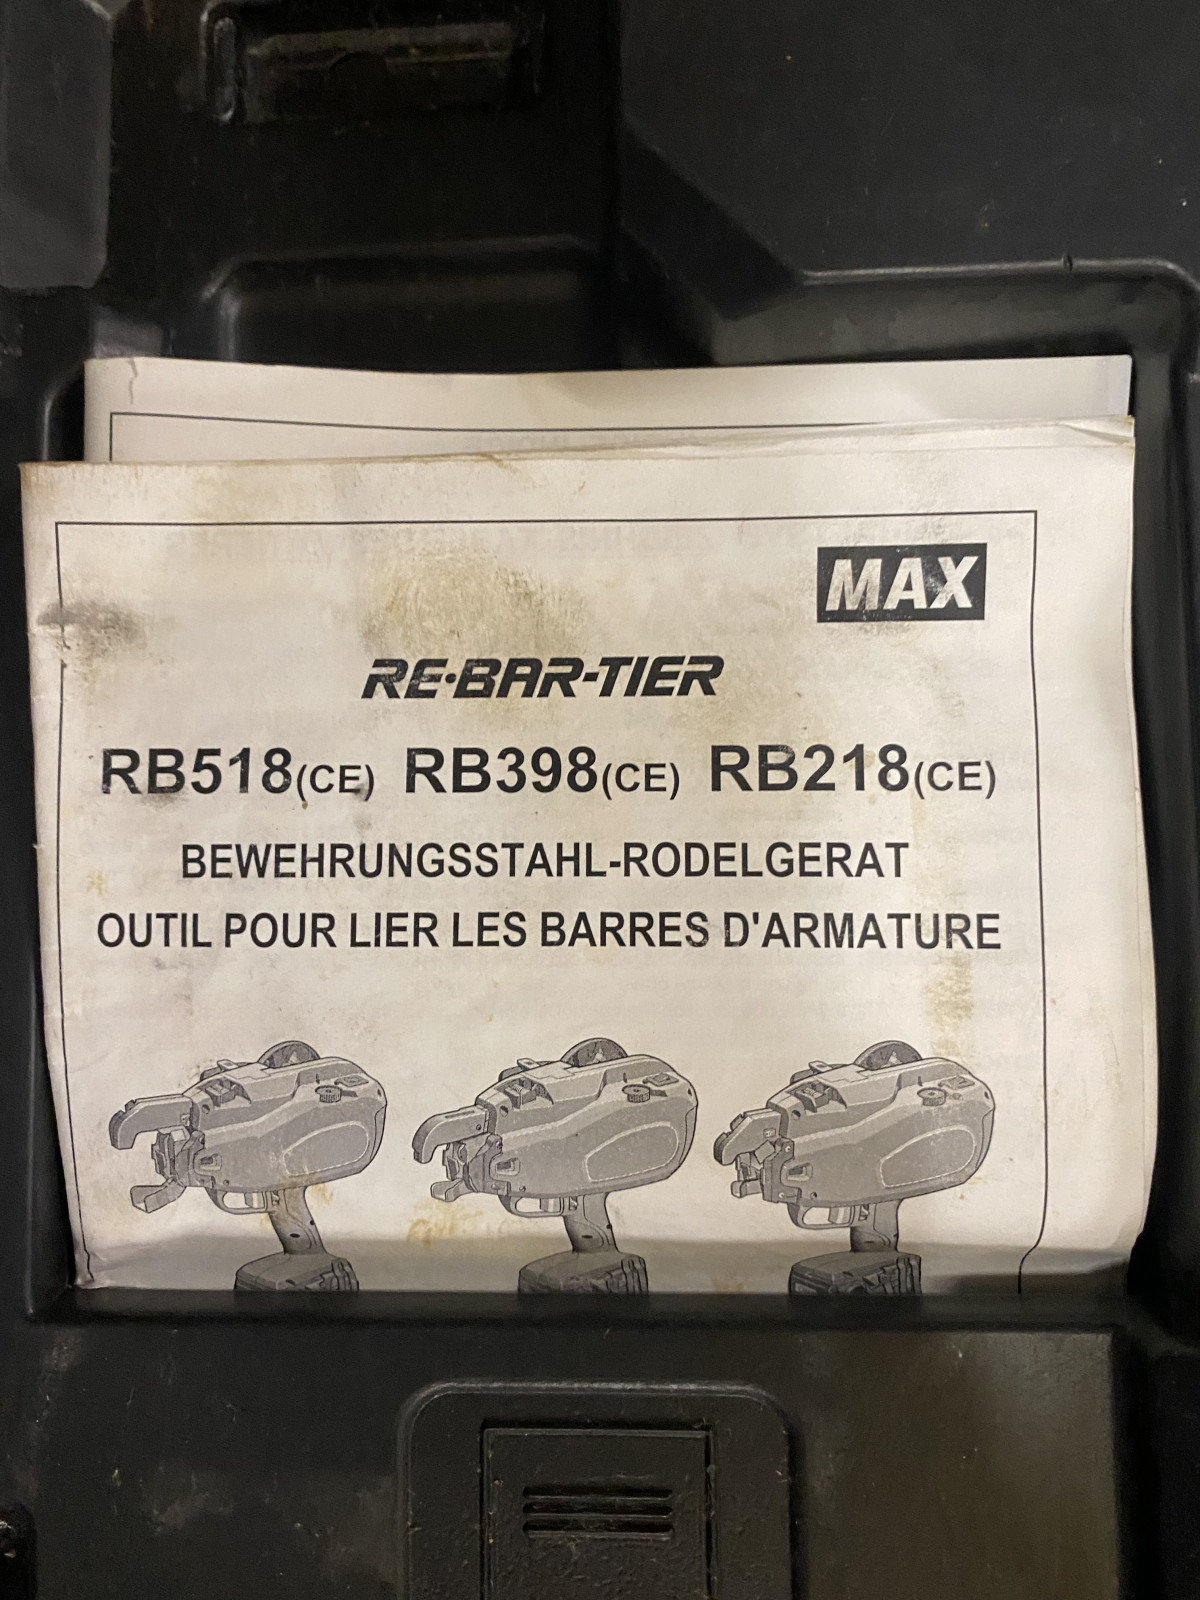 MAX
RE·BAR-TIER
RB518(CE) RB398(CE) RB218(CE)
BEWEHRUNGSSTAHL-RODELGERAT
OUTIL POUR LIER LES BARRES D'ARMATURE